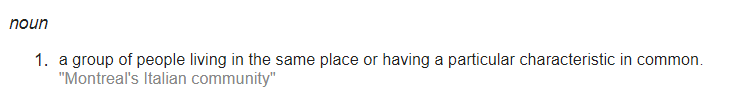 noun
1. a group of people living in the same place or having a particular characteristic in common.
"Montreal's Italian community"